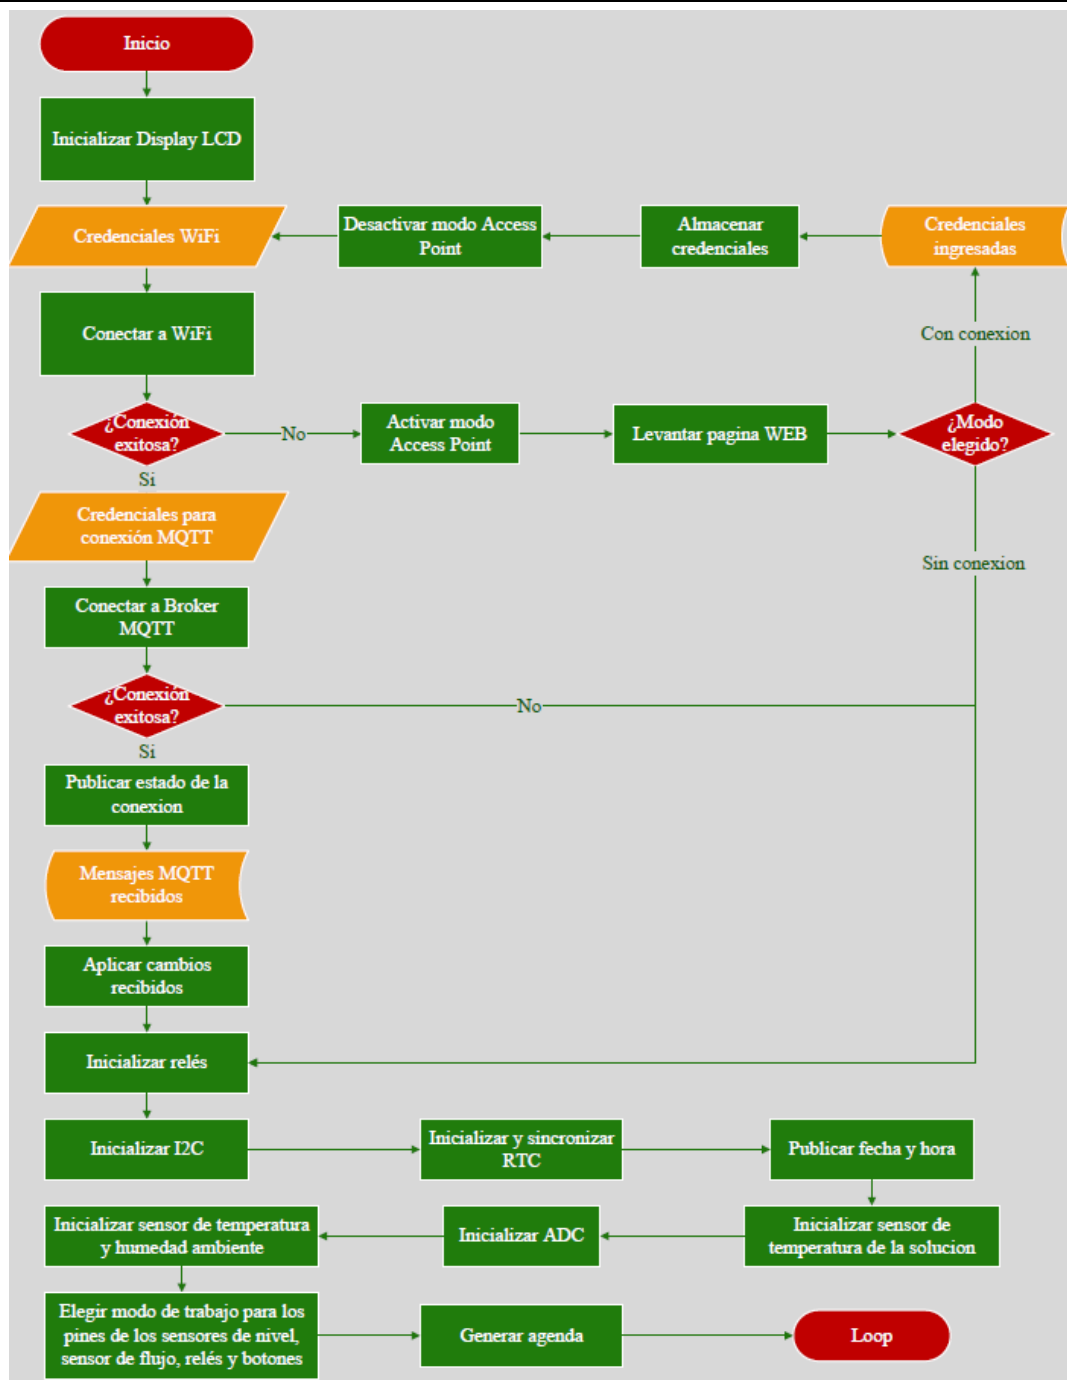 Inicio
Inicializar Display LCD
Credenciales WiFi
Desactivar modo Access
Point
Almacenar
credenciales
Credenciales
ingresadas
Conectar a WiFi
Con conexion
¿Conexión
exitosa?
No
Activar modo
Access Point
Levantar pagina WEB
¿Modo
elegido?
Si
Credenciales para
conexión MQTT
Sin conexion
Conectar a Broker
MQTT
¿Conexión
exitosa?
No
Si
Publicar estado de la
conexion
Mensajes MQTT
recibidos
Aplicar cambios
recibidos
Inicializar relés
Inicializar I2C
Inicializar y sincronizar
RTC
Publicar fecha y hora
Inicializar sensor de temperatura
y humedad ambiente
Inicializar ADC
Inicializar sensor de
temperatura de la solucion
Elegir modo de trabajo para los
pines de los sensores de nivel,
sensor de flujo, relés y botones
Generar agenda
Loop